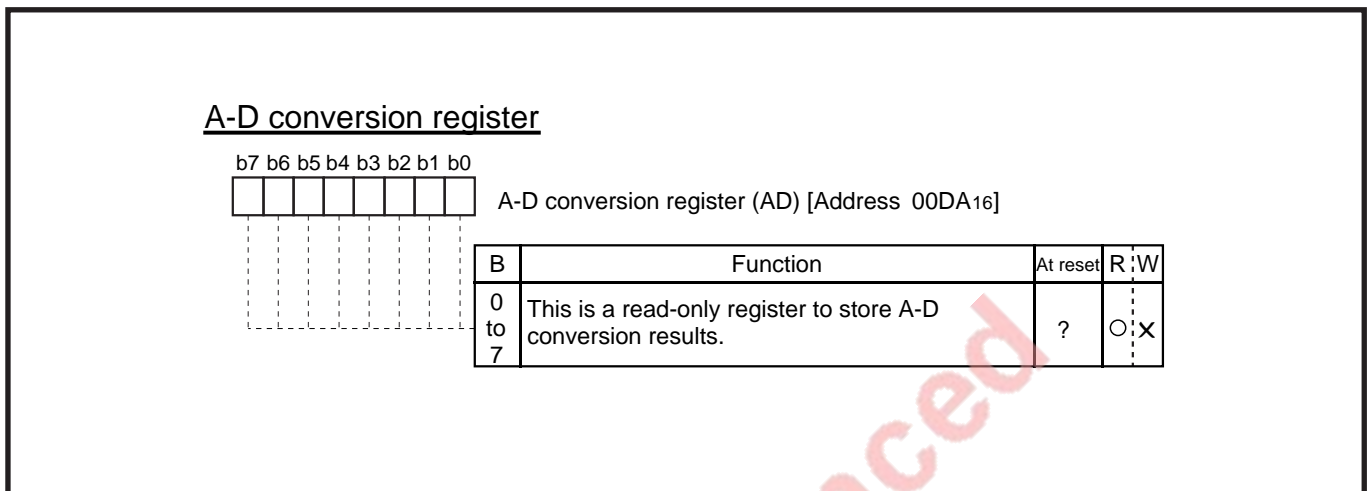 A-D conversion register
b7 b6 b5 b4 b3 b2 b1 b0
A-D conversion register (AD) [Address 00DA16]
B Function At reset R W
0 to 7 This is a read-only register to store A-D conversion results. ? ○ ×
ced